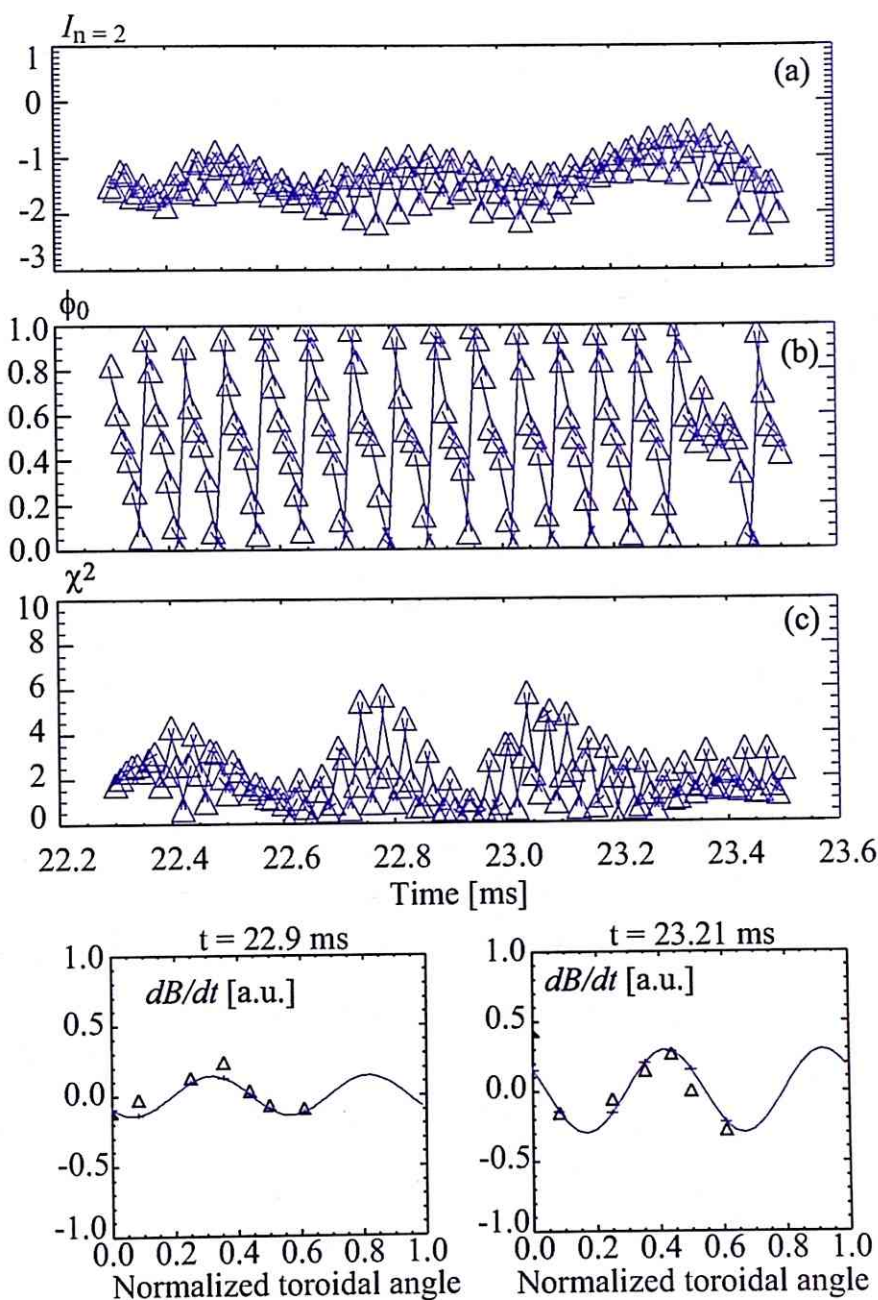 I n = 2
(a)
1
0
-1
-2
-3
ϕ0
(b)
1.0
0.8
0.6
0.4
0.2
0.0
χ2
(c)
10
8
6
4
2
0
22.2 22.4 22.6 22.8 23.0 23.2 23.4 23.6
Time [ms]
t = 22.9 ms
dB/dt [a.u.]
1.0
0.5
0.0
-0.5
-1.0
0.0 0.2 0.4 0.6 0.8 1.0
Normalized toroidal angle
t = 23.21 ms
dB/dt [a.u.]
1.0
0.5
0.0
-0.5
-1.0
0.0 0.2 0.4 0.6 0.8 1.0
Normalized toroidal angle